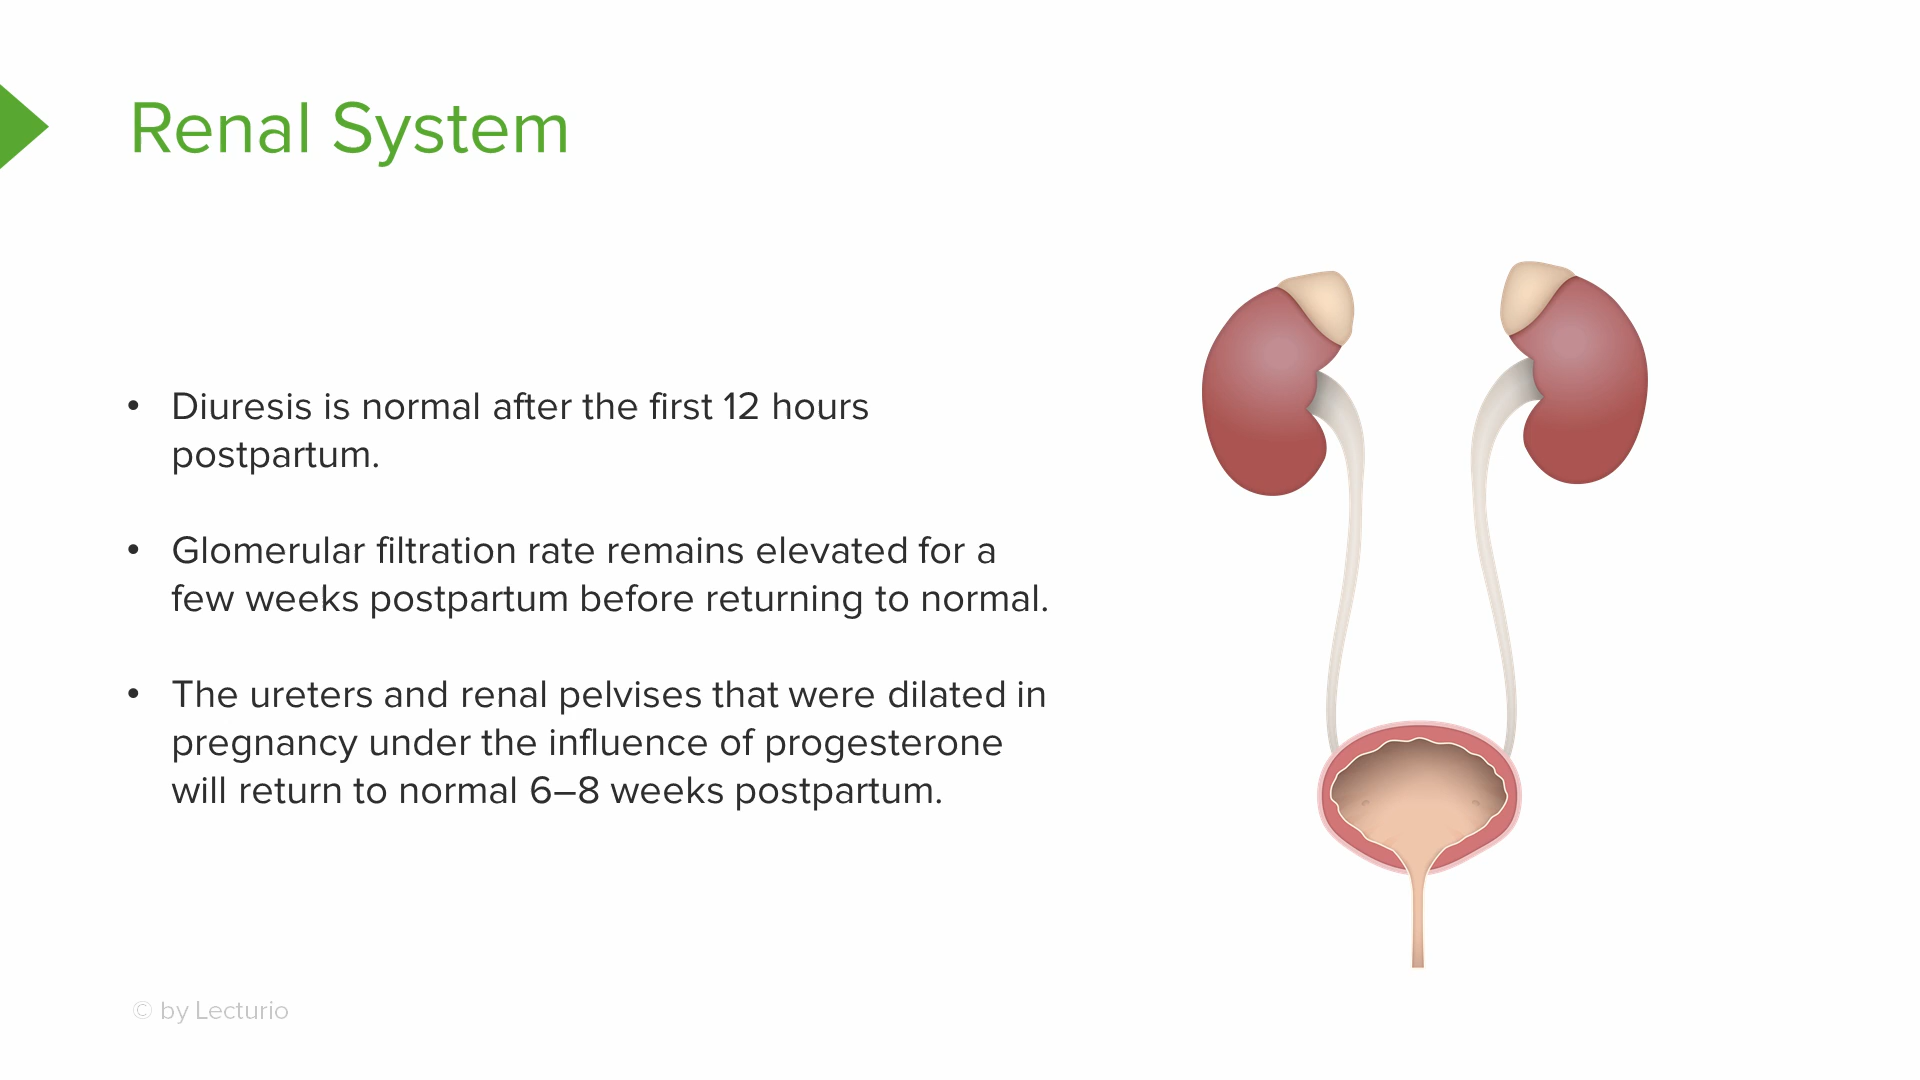 Renal System
• Diuresis is normal after the first 12 hours
postpartum.
• Glomerular filtration rate remains elevated for a
few weeks postpartum before returning to normal.
• The ureters and renal pelvises that were dilated in
pregnancy under the influence of progesterone
will return to normal 6–8 weeks postpartum.
© by Lecturio